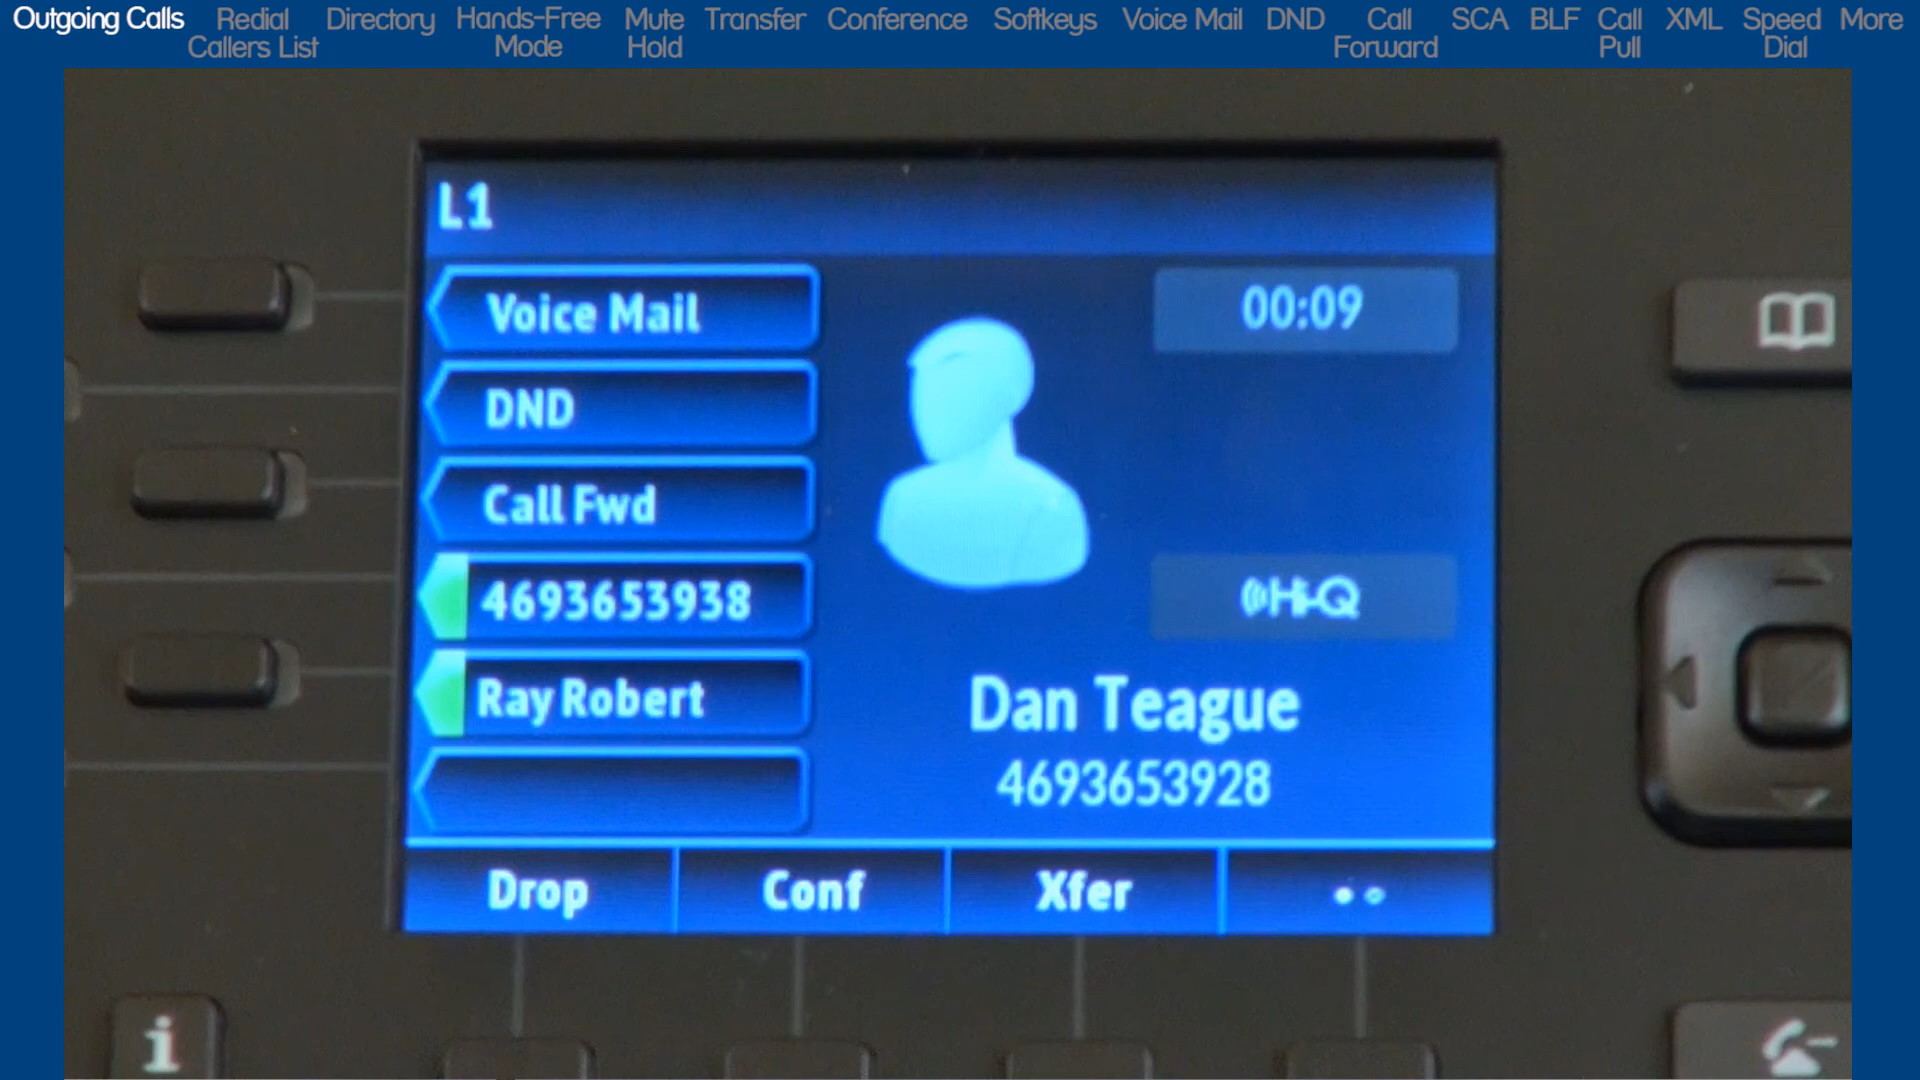 Outgoing Calls
Redial
Callers List
Directory
Hands-Free
Mode
Mute
Hold
Transfer
Conference
Softkeys
Voice Mail
DND
Call
Forward
SCA
BLF
Call
Pull
XML
Speed
Dial
More
L1
Voice Mail
00:09
DND
Call Fwd
4693653938
Hi-Q
Ray Robert
Dan Teague
4693653928
Drop
Conf
Xfer
i